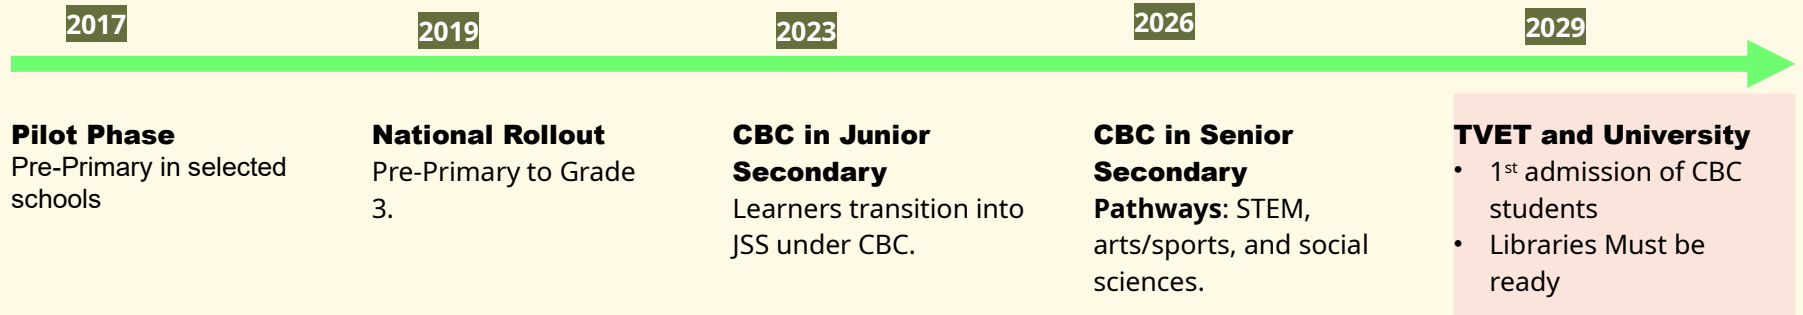 2017
2019
2023
2026
2029
Pilot Phase
Pre-Primary in selected
schools
National Rollout
Pre-Primary to Grade
3.
CBC in Junior
Secondary
Learners transition into
JSS under CBC.
CBC in Senior
Secondary
Pathways: STEM,
arts/sports, and social
sciences.
TVET and University
• 1st admission of CBC
students
• Libraries Must be
ready